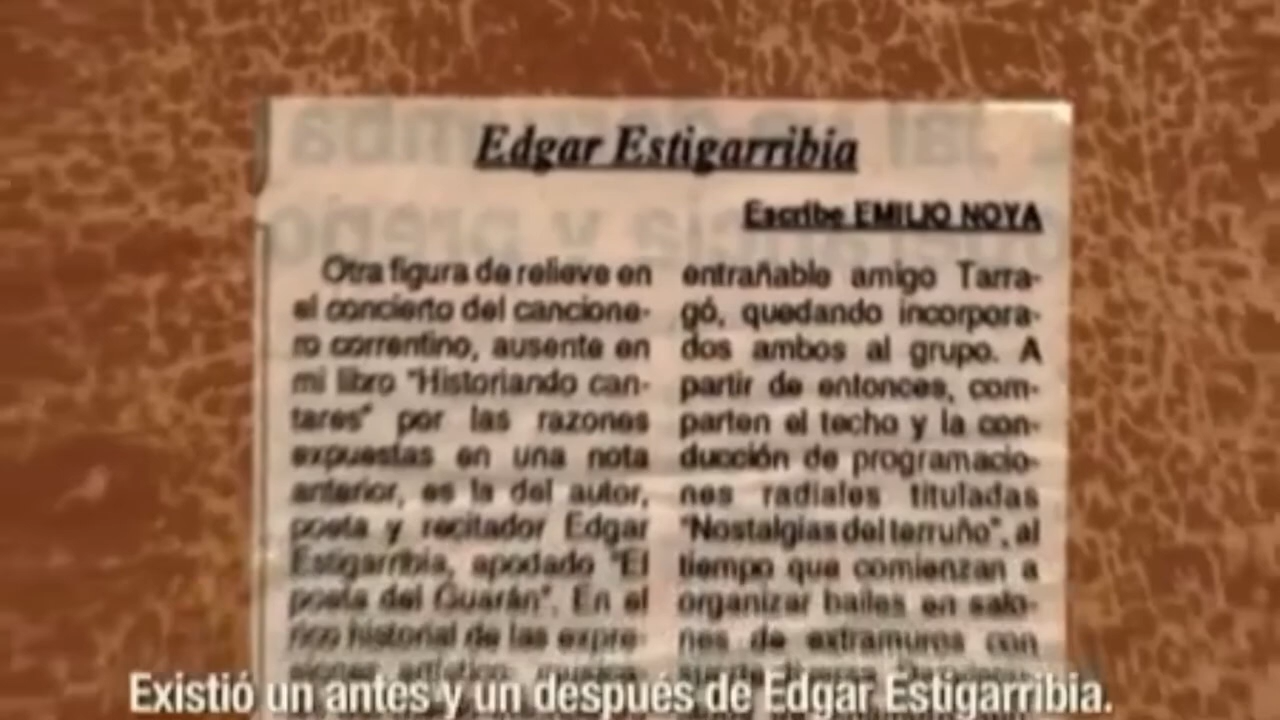 Edgar Estigarribia
Escribe EMILIO NOYA
Otra figura de relieve en
el concierto del cancione-
ro correntino, ausente en
mi libro "Historiando can-
tares" por las razones
expuestas en una nota
anterior, es la del autor,
poeta y recitador Edgar
Estigarribia, apodado "El
poeta del Guarán". En el
rico historial de las expre-
siones
entrañable amigo Tarra-
gó, quedando incorpora-
dos ambos al grupo. A
partir de entonces, com-
parten el techo y la con-
ducción de programacio-
nes radiales tituladas
"Nostalgias del terruño", al
tiempo que comienzan a
organizar bailes en salo-
nes de extramuros con
Existió un antes y un después de Edgar Estigarribia.